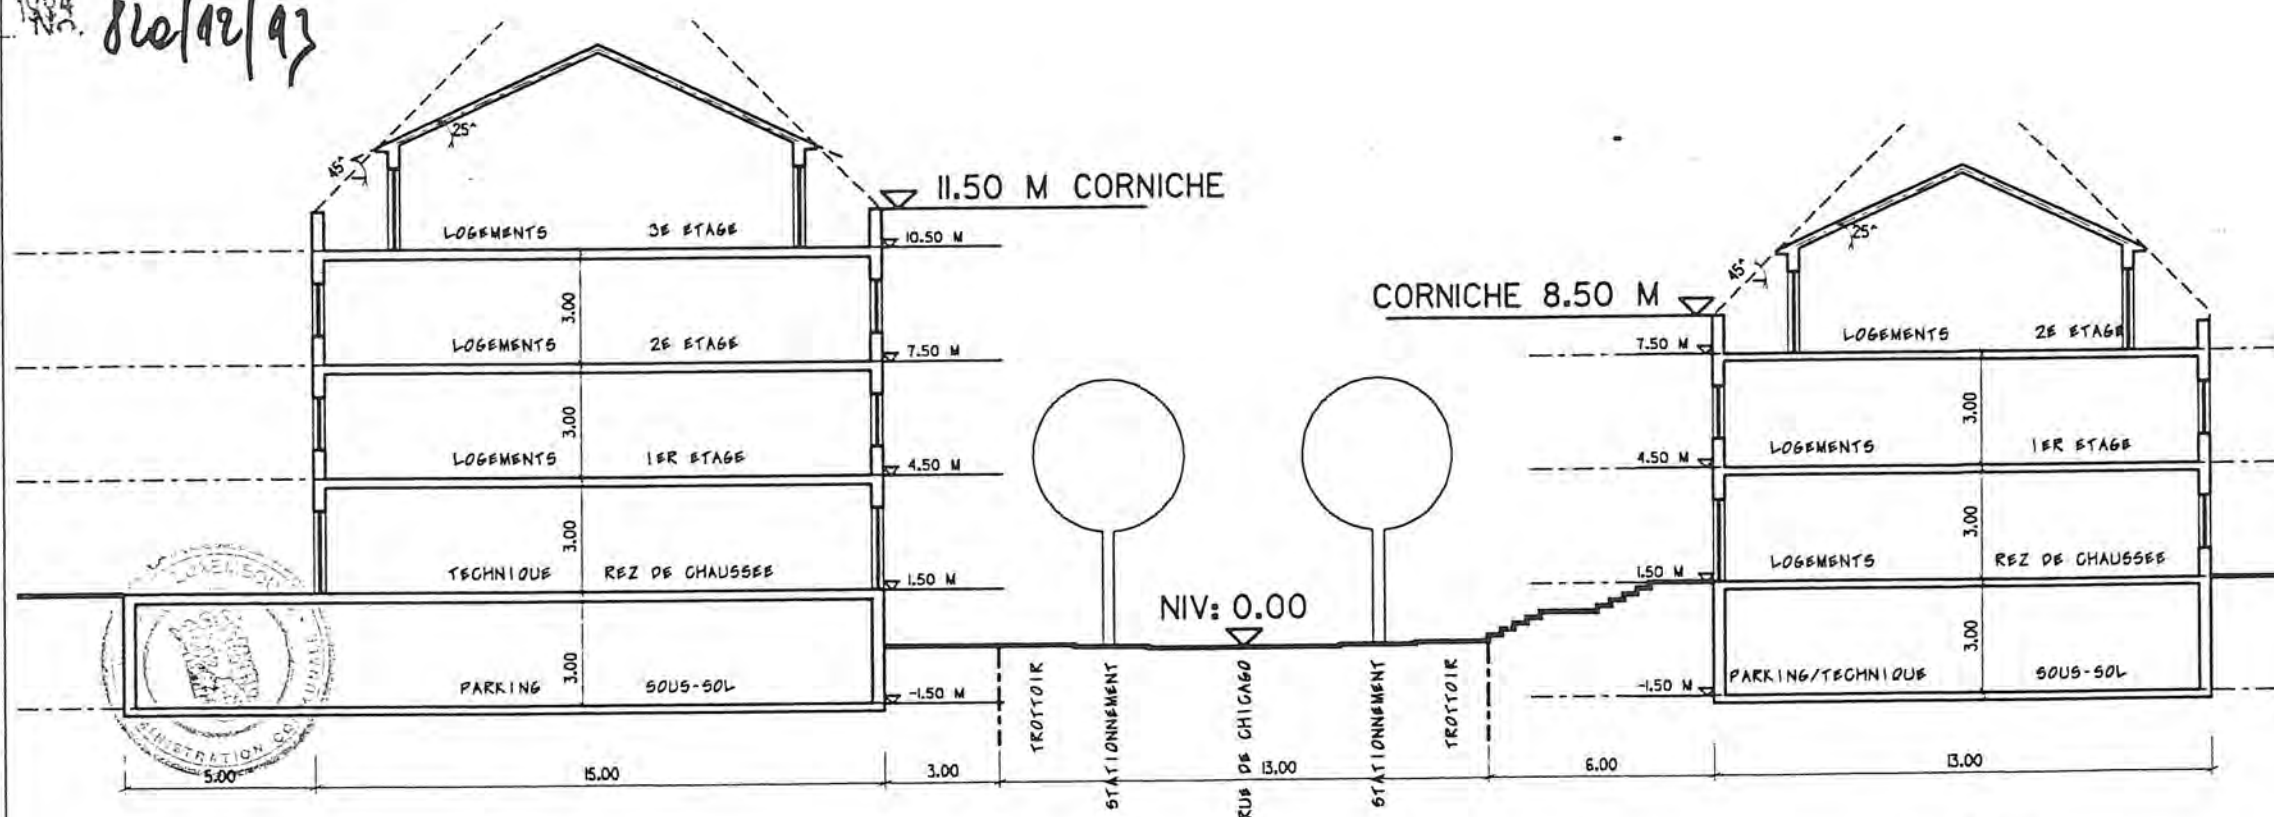 No. 820/12/93
25°
45°
11.50 M CORNICHE
LOGEMENTS 3E ETAGE
10.50 M
3.00
LOGEMENTS 2E ETAGE
7.50 M
3.00
LOGEMENTS 1ER ETAGE
4.50 M
3.00
TECHNIQUE REZ DE CHAUSSEE
1.50 M
3.00
PARKING SOUS-SOL
-1.50 M
NIV: 0.00
TROTTOIR
STATIONNEMENT
RUE DE CHICAGO
STATIONNEMENT
TROTTOIR
25°
45°
CORNICHE 8.50 M
LOGEMENTS 2E ETAGE
7.50 M
3.00
LOGEMENTS 1ER ETAGE
4.50 M
3.00
LOGEMENTS REZ DE CHAUSSEE
1.50 M
3.00
PARKING/TECHNIQUE SOUS-SOL
-1.50 M
5.00 15.00 3.00 13.00 6.00 13.00